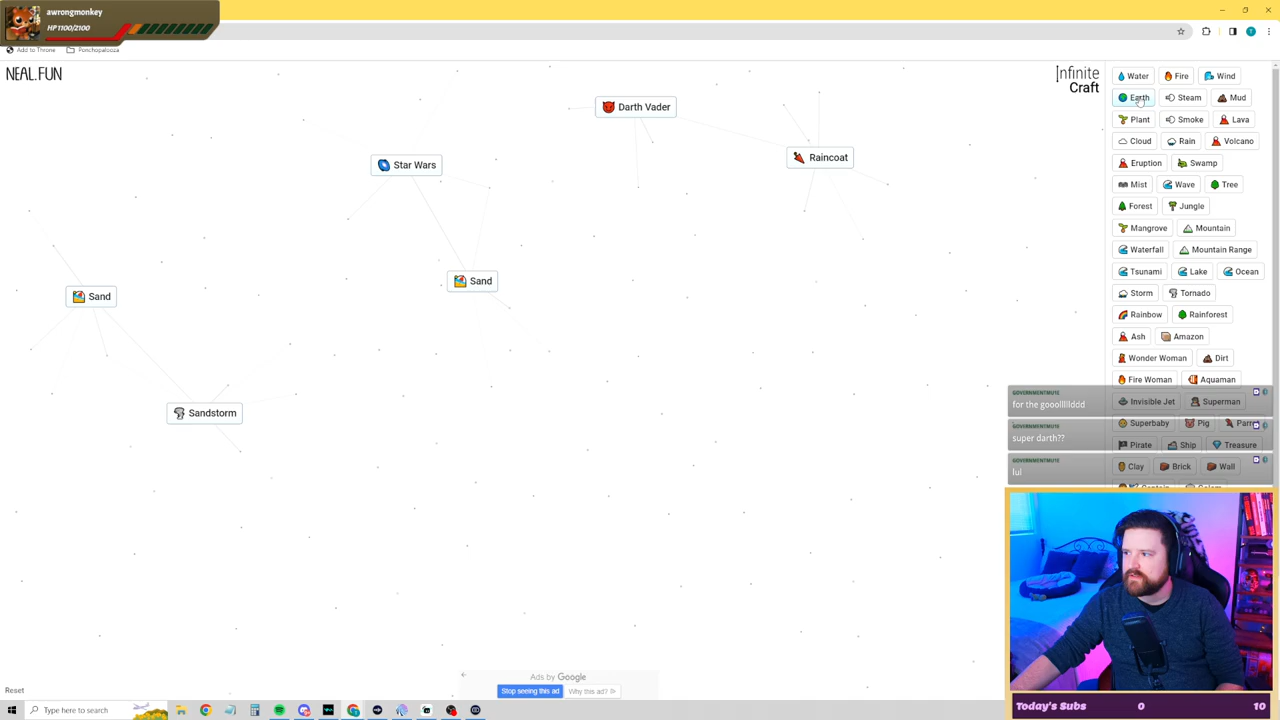 awrongmonkey
HP 1100/2100
Add to Throne
Ponchopalooza
NEAL.FUN
Infinite
Craft
Darth Vader
Star Wars
Raincoat
Sand
Sand
Sandstorm
Water Fire Wind
Earth Steam Mud
Plant Smoke Lava
Cloud Rain Volcano
Eruption Swamp
Mist Wave Tree
Forest Jungle
Mangrove Mountain
Waterfall Mountain Range
Tsunami Lake Ocean
Storm Tornado
Rainbow Rainforest
Ash Amazon
Wonder Woman Dirt
Fire Woman Aquaman
Invisible Jet Superman
Superbaby Pig
Pirate Ship Treasure
Clay Brick Wall
for the gooollllddd
super darth??
lul
Reset
Ads by Google
Stop seeing this ad
Why this ad?
Type here to search
Today's Subs 0 10